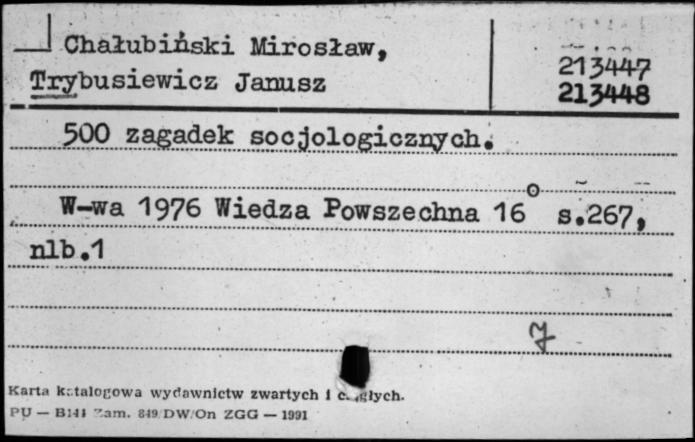 Chałubiński Mirosław,
Trybusiewicz Janusz
213447
213448
500 zagadek socjologicznych.
W-wa 1976 Wiedza Powszechna 16° s.267,
nlb.1
Karta katalogowa wydawnictw zwartych i ciągłych.
PU — B141 Zam. 849/DW/On ZGG — 1991